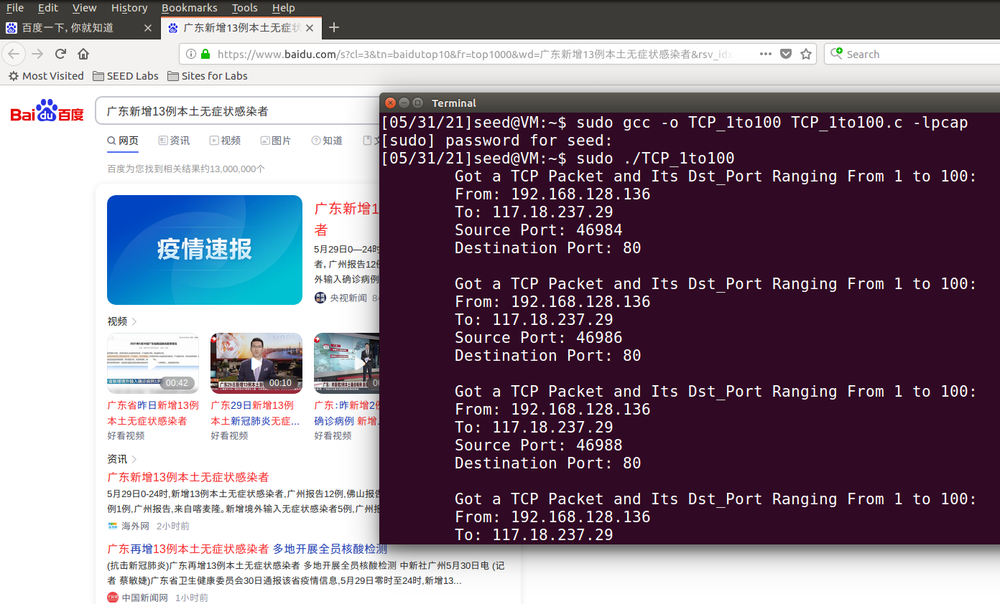 File Edit View History Bookmarks Tools Help
百度一下,你就知道
广东新增13例本土无症状
https://www.baidu.com/s?cl=3&tn=baidutop10&fr=top1000&wd=广东新增13例本土无症状感染者&rsv_idx
Search
Most Visited SEED Labs Sites for Labs
Bai du 百度
广东新增13例本土无症状感染者
网页 资讯 视频 图片 知道
百度为您找到相关结果约13,000,000个
疫情速报
广东新增1
者
5月29日0—24时
者,广州报告12例
外输入确诊病例
央视新闻
视频
00:42
00:10
广东省昨日新增13例
本土无症状感染者
好看视频
广东29日新增13例
本土新冠肺炎无症...
好看视频
广东:昨新增2例
确诊病例 新增
好看视频
资讯
广东新增13例本土无症状感染者
5月29日0-24时,新增13例本土无症状感染者,广州报告12例,佛山报告
例1例,广州报告,来自喀麦隆。新增境外输入无症状感染者5例,广州报
海外网 2小时前
广东再增13例本土无症状感染者 多地开展全员核酸检测
(抗击新冠肺炎)广东再增13例本土无症状感染者 多地开展全员核酸检测 中新社广州5月30日电 (记
者 蔡敏婕)广东省卫生健康委员会30日通报该省疫情信息,5月29日零时至24时,新增13...
中国新闻网 1小时前
Terminal
[05/31/21]seed@VM:~$ sudo gcc -o TCP_1to100 TCP_1to100.c -lpcap
[sudo] password for seed:
[05/31/21]seed@VM:~$ sudo ./TCP_1to100
Got a TCP Packet and Its Dst_Port Ranging From 1 to 100:
From: 192.168.128.136
To: 117.18.237.29
Source Port: 46984
Destination Port: 80
Got a TCP Packet and Its Dst_Port Ranging From 1 to 100:
From: 192.168.128.136
To: 117.18.237.29
Source Port: 46986
Destination Port: 80
Got a TCP Packet and Its Dst_Port Ranging From 1 to 100:
From: 192.168.128.136
To: 117.18.237.29
Source Port: 46988
Destination Port: 80
Got a TCP Packet and Its Dst_Port Ranging From 1 to 100:
From: 192.168.128.136
To: 117.18.237.29